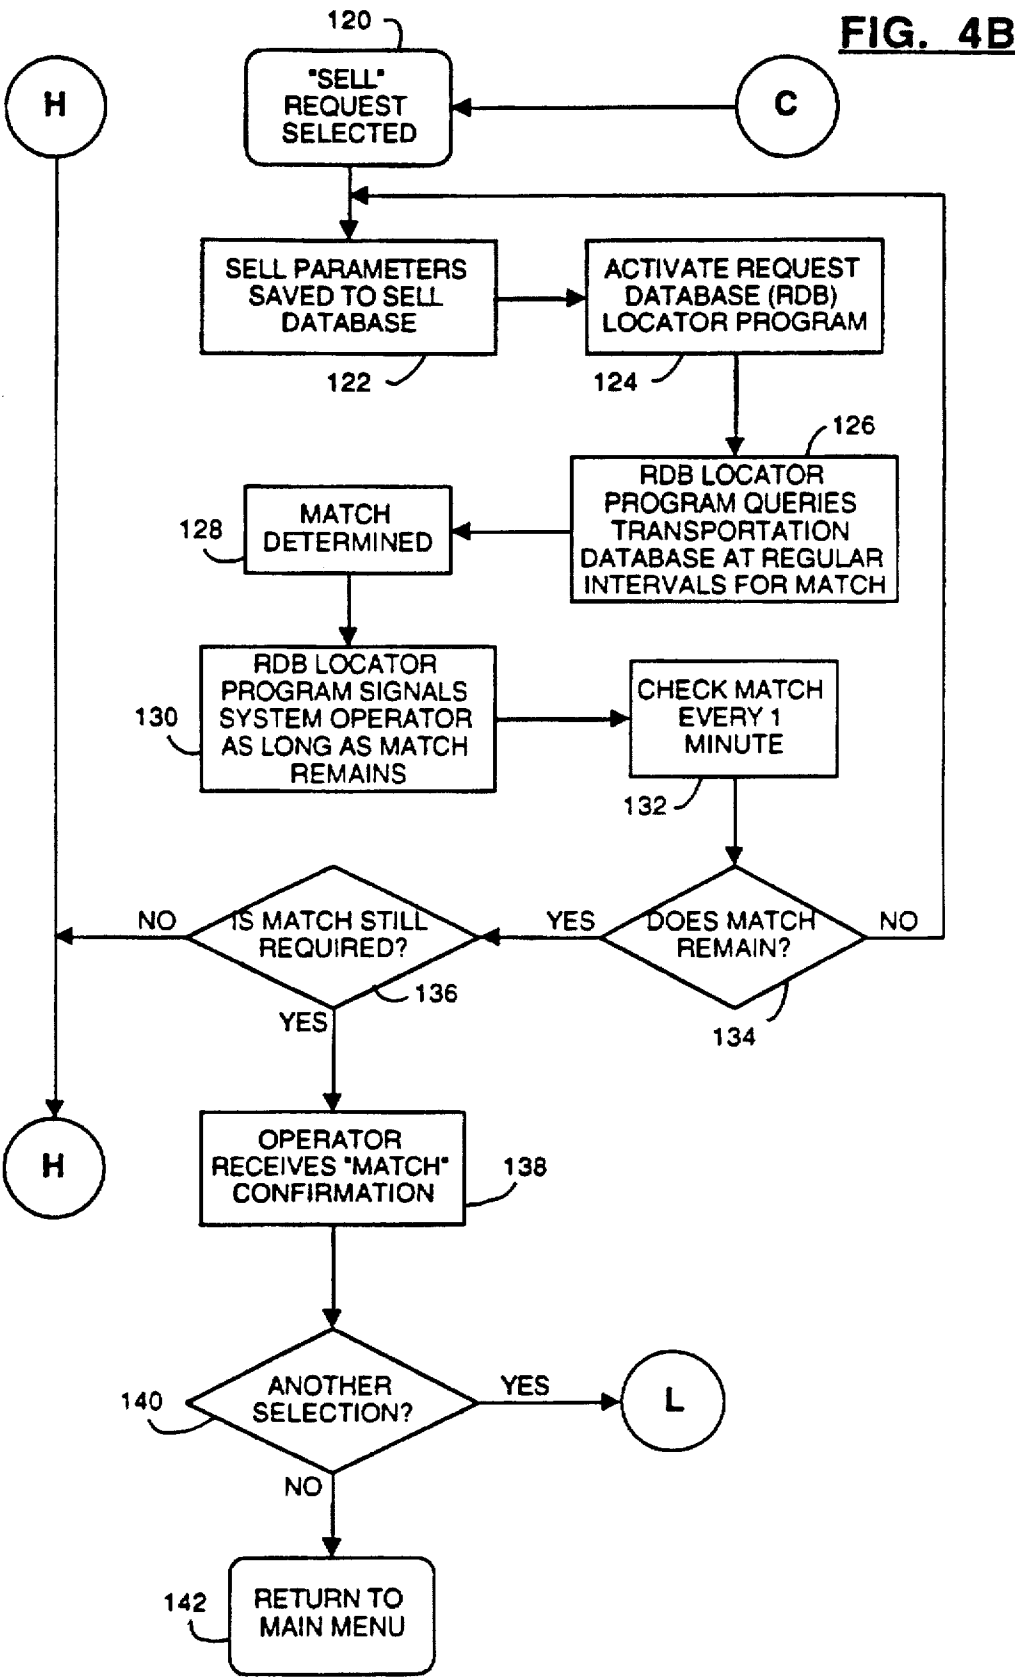 FIG. 4B
120
H
"SELL"
REQUEST
SELECTED
C
SELL PARAMETERS
SAVED TO SELL
DATABASE
122
ACTIVATE REQUEST
DATABASE (RDB)
LOCATOR PROGRAM
124
126
RDB LOCATOR
PROGRAM QUERIES
TRANSPORTATION
DATABASE AT REGULAR
INTERVALS FOR MATCH
MATCH
DETERMINED
128
RDB LOCATOR
PROGRAM SIGNALS
SYSTEM OPERATOR
AS LONG AS MATCH
REMAINS
130
CHECK MATCH
EVERY 1
MINUTE
132
DOES MATCH
REMAIN?
NO
134
YES
IS MATCH STILL
REQUIRED?
NO
136
YES
H
OPERATOR
RECEIVES "MATCH"
CONFIRMATION
138
ANOTHER
SELECTION?
140
YES
L
NO
RETURN TO
MAIN MENU
142